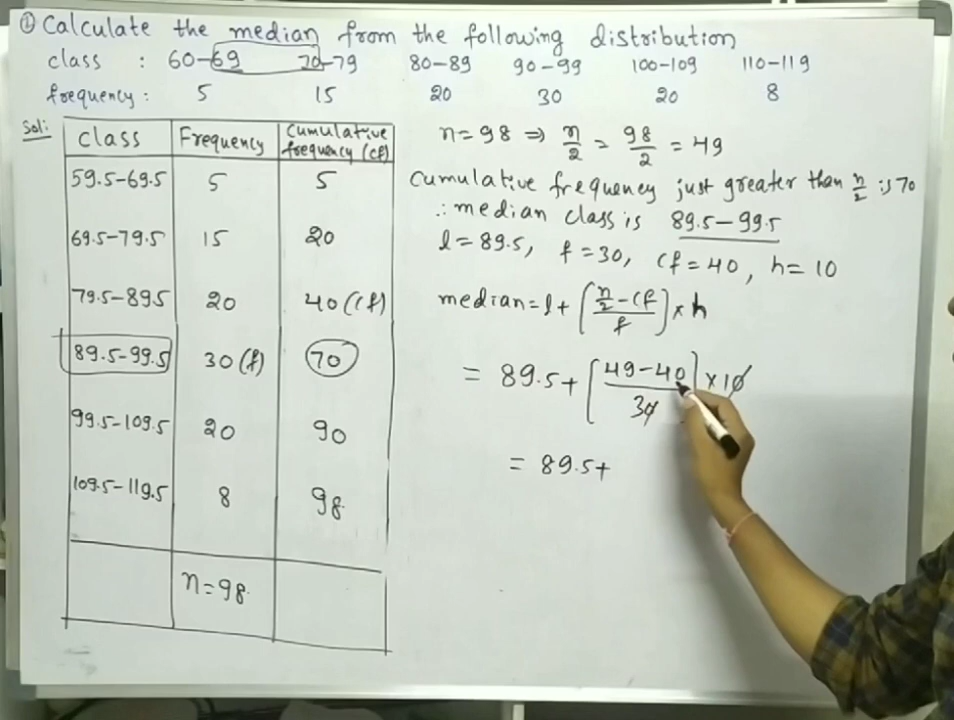 ① Calculate the median from the following distribution
class : 60-69 70-79 80-89 90-99 100-109 110-119
frequency: 5 15 20 30 20 8
Sol:
Class Frequency Cumulative frequency (cf)
59.5-69.5 5 5
69.5-79.5 15 20
79.5-89.5 20 40 (cf)
89.5-99.5 30 (f) 70
99.5-109.5 20 90
109.5-119.5 8 98
n=98
n=98 ⇒ n/2 = 98/2 = 49
Cumulative frequency just greater than n/2 is 70
∴ median class is 89.5-99.5
l=89.5, f=30, cf=40, h=10
median = l + [(n/2 - cf)/f] × h
= 89.5 + [(49-40)/30] × 10
= 89.5+